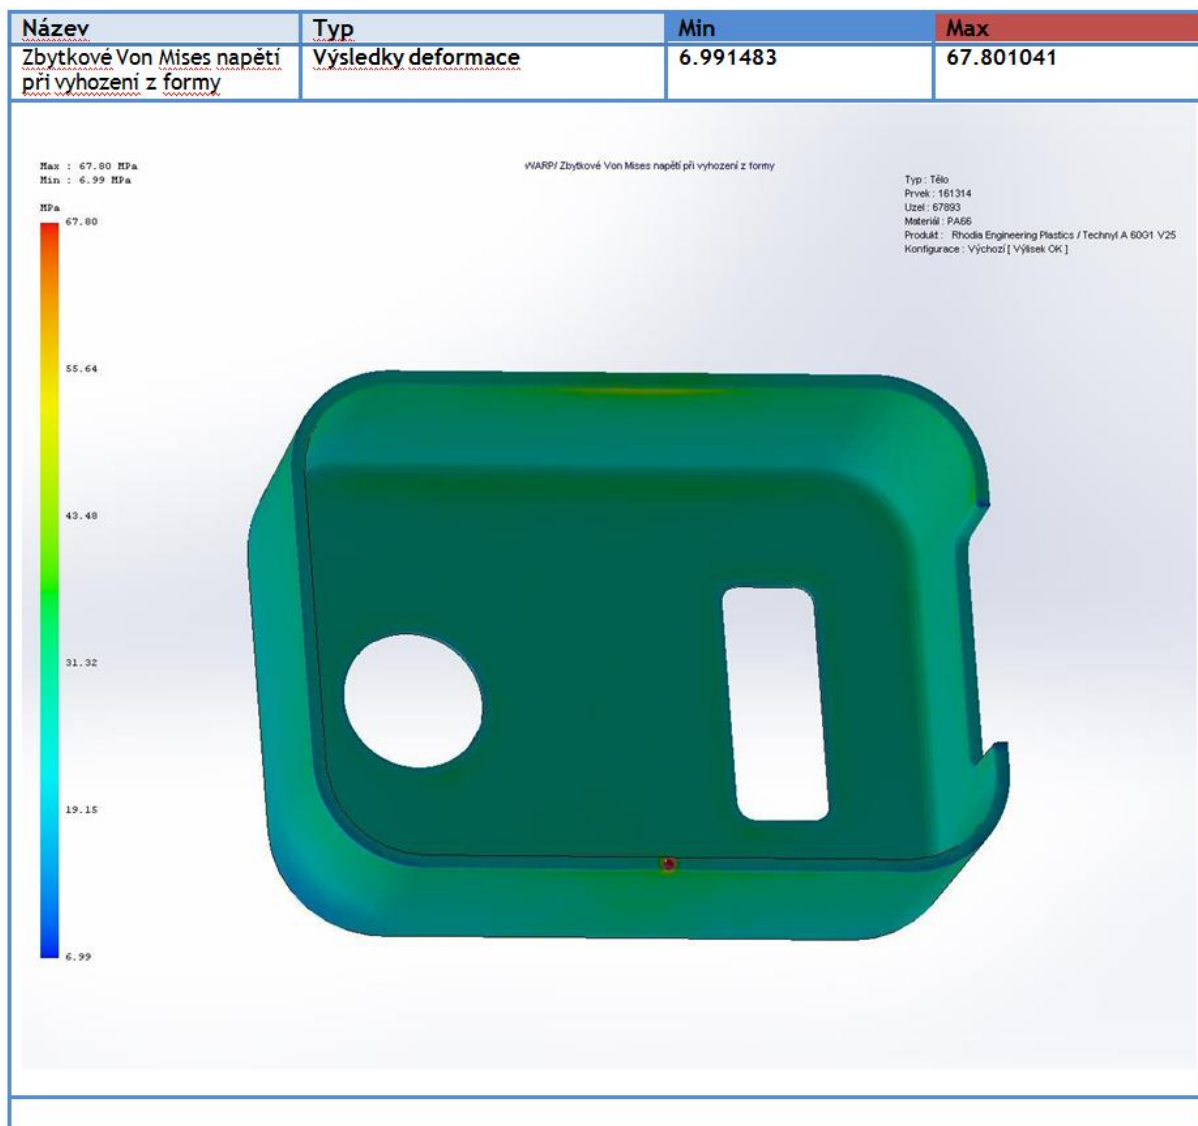 Název Typ Min Max
Zbytkové Von Mises napětí Výsledky deformace 6.991483 67.801041
při vyhození z formy
Max : 67.80 MPa
Min : 6.99 MPa
WARP/ Zbytkové Von Mises napětí při vyhození z formy
Typ : Tělo
Prvek : 161314
Uzel : 67893
Materiál : PA66
Produkt : Rhodia Engineering Plastics / Technyl A 60G1 V25
Konfigurace : Výchozí [ Výlisek OK ]
MPa
67.80
55.64
43.48
31.32
19.15
6.99